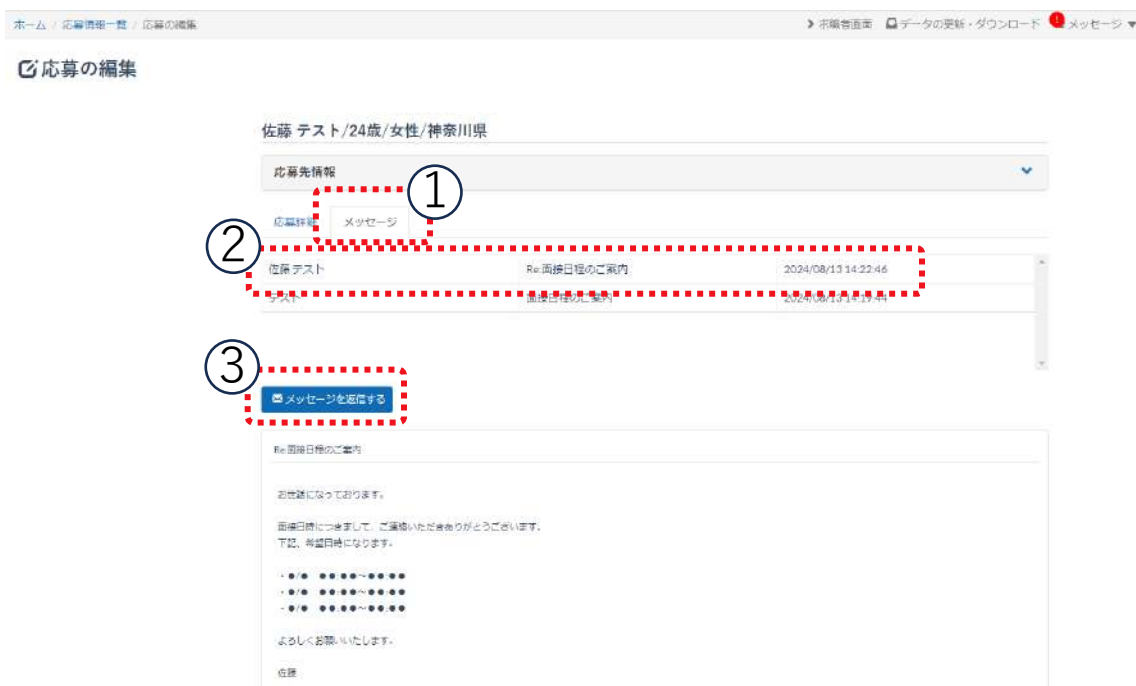 ホーム / 応募情報一覧 / 応募の編集
求職者画面 データの更新・ダウンロード ! メッセージ ▼
応募の編集
佐藤 テスト/24歳/女性/神奈川県
応募先情報
①
応募詳細 メッセージ
②
佐藤テスト Re:面接日程のご案内 2024/08/13 14:22:46
テスト 面接日程のご案内 2024/08/13 14:19:44
③
メッセージを返信する
Re:面接日程のご案内
お世話になっております。
面接日時につきまして、ご連絡いただきありがとうございます。
下記、希望日時になります。
・●/● ●●:●●～●●:●●
・●/● ●●:●●～●●:●●
・●/● ●●:●●～●●:●●
よろしくお願いいたします。
佐藤